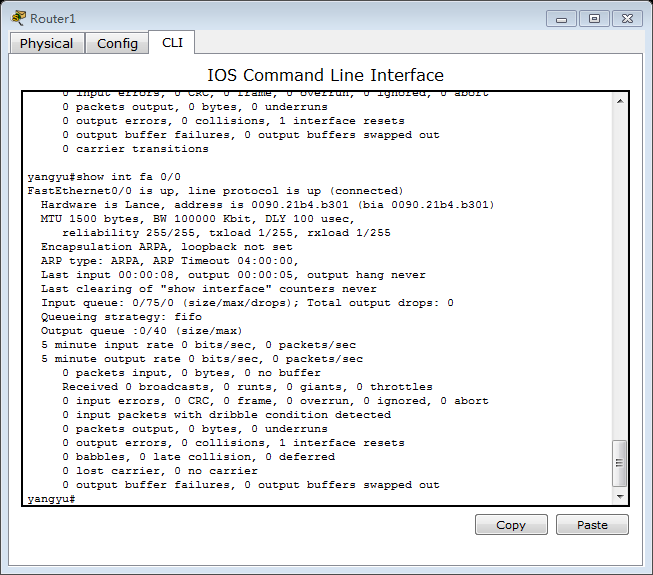 Router1
Physical Config CLI
IOS Command Line Interface
0 input errors, 0 CRC, 0 frame, 0 overrun, 0 ignored, 0 abort
0 packets output, 0 bytes, 0 underruns
0 output errors, 0 collisions, 1 interface resets
0 output buffer failures, 0 output buffers swapped out
0 carrier transitions
yangyu#show int fa 0/0
FastEthernet0/0 is up, line protocol is up (connected)
Hardware is Lance, address is 0090.21b4.b301 (bia 0090.21b4.b301)
MTU 1500 bytes, BW 100000 Kbit, DLY 100 usec,
reliability 255/255, txload 1/255, rxload 1/255
Encapsulation ARPA, loopback not set
ARP type: ARPA, ARP Timeout 04:00:00,
Last input 00:00:08, output 00:00:05, output hang never
Last clearing of "show interface" counters never
Input queue: 0/75/0 (size/max/drops); Total output drops: 0
Queueing strategy: fifo
Output queue :0/40 (size/max)
5 minute input rate 0 bits/sec, 0 packets/sec
5 minute output rate 0 bits/sec, 0 packets/sec
0 packets input, 0 bytes, 0 no buffer
Received 0 broadcasts, 0 runts, 0 giants, 0 throttles
0 input errors, 0 CRC, 0 frame, 0 overrun, 0 ignored, 0 abort
0 input packets with dribble condition detected
0 packets output, 0 bytes, 0 underruns
0 output errors, 0 collisions, 1 interface resets
0 babbles, 0 late collision, 0 deferred
0 lost carrier, 0 no carrier
0 output buffer failures, 0 output buffers swapped out
yangyu#
Copy Paste